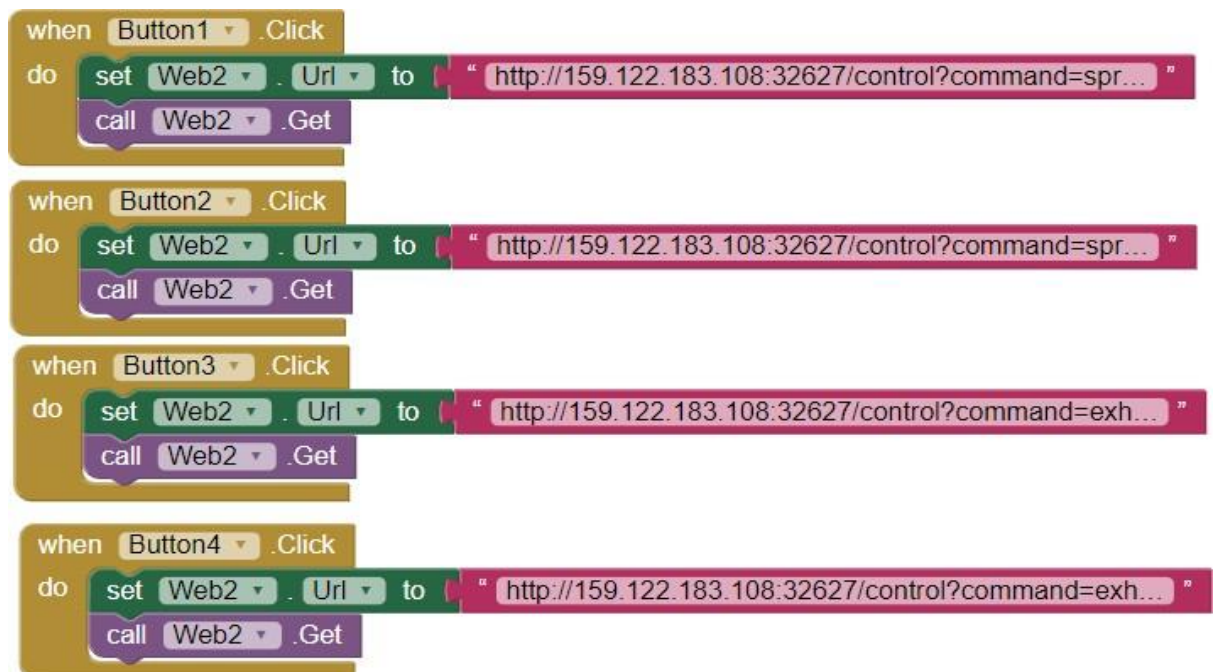 when Button1 .Click
do set Web2 . Url to " http://159.122.183.108:32627/control?command=spr... "
call Web2 .Get
when Button2 .Click
do set Web2 . Url to " http://159.122.183.108:32627/control?command=spr... "
call Web2 .Get
when Button3 .Click
do set Web2 . Url to " http://159.122.183.108:32627/control?command=exh... "
call Web2 .Get
when Button4 .Click
do set Web2 . Url to " http://159.122.183.108:32627/control?command=exh... "
call Web2 .Get